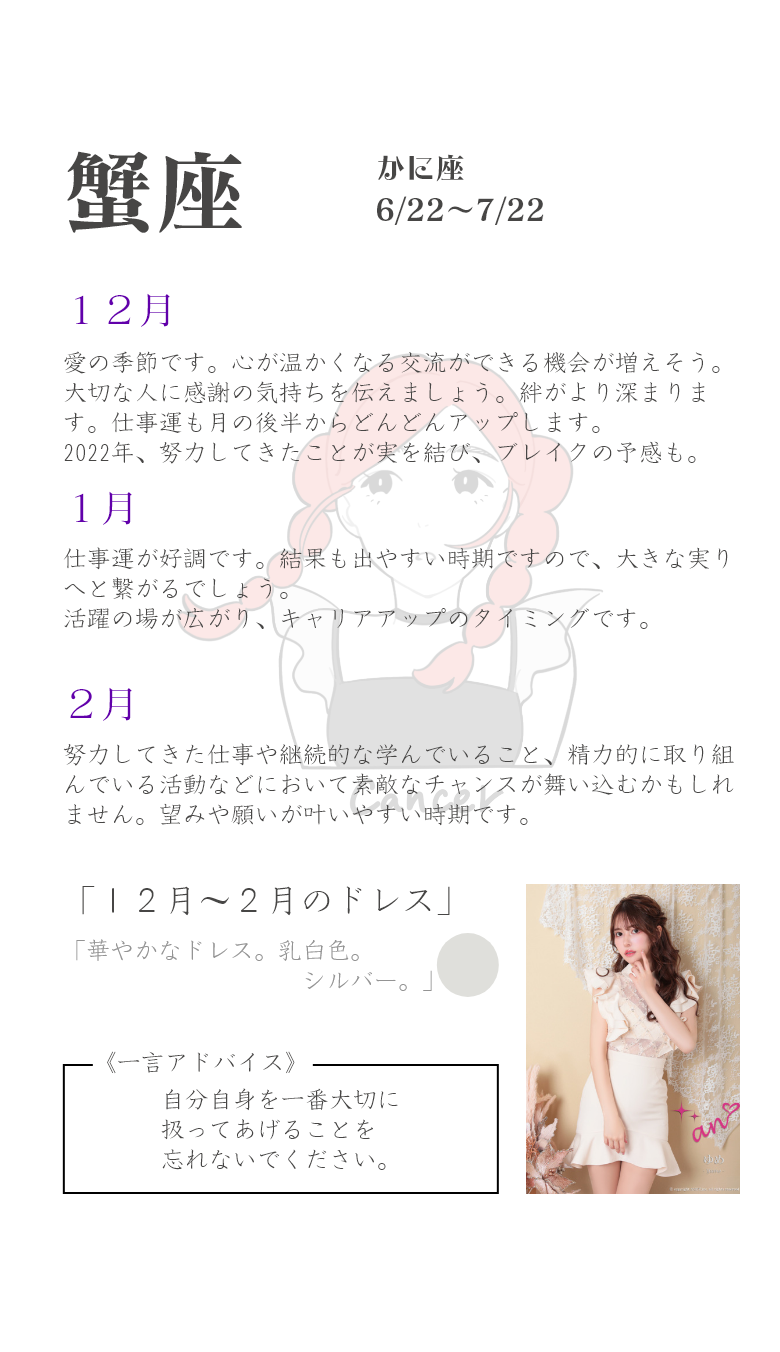 蟹座
かに座
6/22～7/22
１２月
愛の季節です。心が温かくなる交流ができる機会が増えそう。
大切な人に感謝の気持ちを伝えましょう。絆がより深まりま
す。仕事運も月の後半からどんどんアップします。
2022年、努力してきたことが実を結び、ブレイクの予感も。
１月
仕事運が好調です。結果も出やすい時期ですので、大きな実り
へと繋がるでしょう。
活躍の場が広がり、キャリアアップのタイミングです。
２月
努力してきた仕事や継続的な学んでいること、精力的に取り組
んでいる活動などにおいて素敵なチャンスが舞い込むかもしれ
ません。望みや願いが叶いやすい時期です。
Cancer
「１２月～２月のドレス」
「華やかなドレス。乳白色。
シルバー。」
an
《一言アドバイス》
自分自身を一番大切に
扱ってあげることを
忘れないでください。